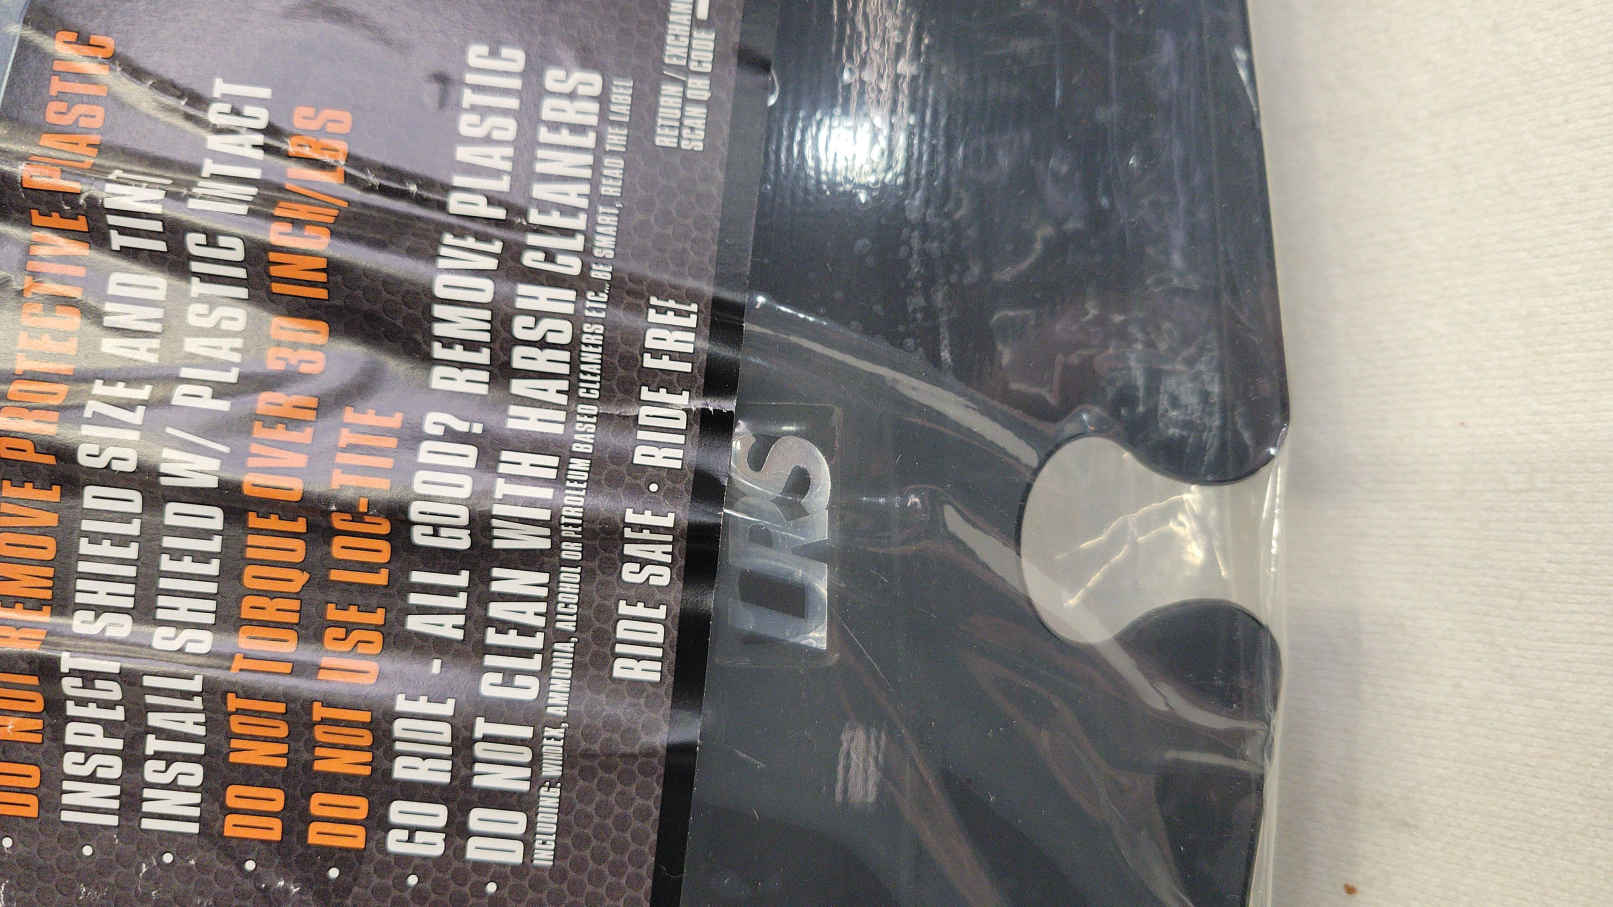 DO NOT REMOVE PROTECTIVE PLASTIC
INSPECT SHIELD SIZE AND TINT
INSTALL SHIELD W/ PLASTIC INTACT
DO NOT TORQUE OVER 30 INCH/LBS
DO NOT USE LOC-TITE
GO RIDE - ALL GOOD? REMOVE PLASTIC
DO NOT CLEAN WITH HARSH CLEANERS
INCLUDING: WINDEX, AMMONIA, ALCOHOL OR PETROLEUM BASED CLEANERS ETC... BE SMART, READ THE LABEL
RIDE SAFE · RIDE FREE
RETURN / EXCHAN
SCAN QR CODE